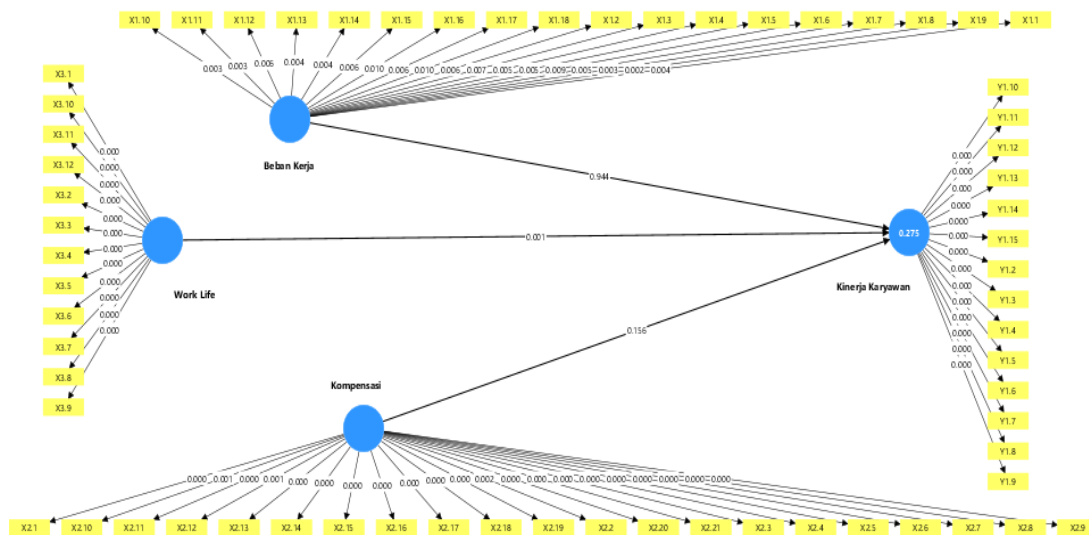 X1.10 X1.11 X1.12 X1.13 X1.14 X1.15 X1.16 X1.17 X1.18 X1.2 X1.3 X1.4 X1.5 X1.6 X1.7 X1.8 X1.9 X1.1
0.003 0.003 0.006 0.004 0.004 0.006 0.010 0.006 0.010 0.006 0.007 0.005 0.005 0.009 0.005 0.003 0.002 0.004
Beban Kerja
X3.1
X3.10
X3.11
X3.12
X3.2
X3.3
X3.4
X3.5
X3.6
X3.7
X3.8
X3.9
0.000
0.000
0.000
0.000
0.000
0.000
0.000
0.000
0.000
0.000
0.000
0.000
Work Life
0.944
0.001
0.156
0.275
Kinerja Karyawan
Y1.10
Y1.11
Y1.12
Y1.13
Y1.14
Y1.15
Y1.2
Y1.3
Y1.4
Y1.5
Y1.6
Y1.7
Y1.8
Y1.9
0.000
0.000
0.000
0.000
0.000
0.000
0.000
0.000
0.000
0.000
0.000
0.000
0.000
0.000
Kompensasi
0.000 0.001 0.000 0.001 0.000 0.000 0.000 0.000 0.000 0.000 0.002 0.000 0.000 0.000 0.000 0.000 0.000 0.000 0.000 0.000
X2.1 X2.10 X2.11 X2.12 X2.13 X2.14 X2.15 X2.16 X2.17 X2.18 X2.19 X2.2 X2.20 X2.21 X2.3 X2.4 X2.5 X2.6 X2.7 X2.8 X2.9